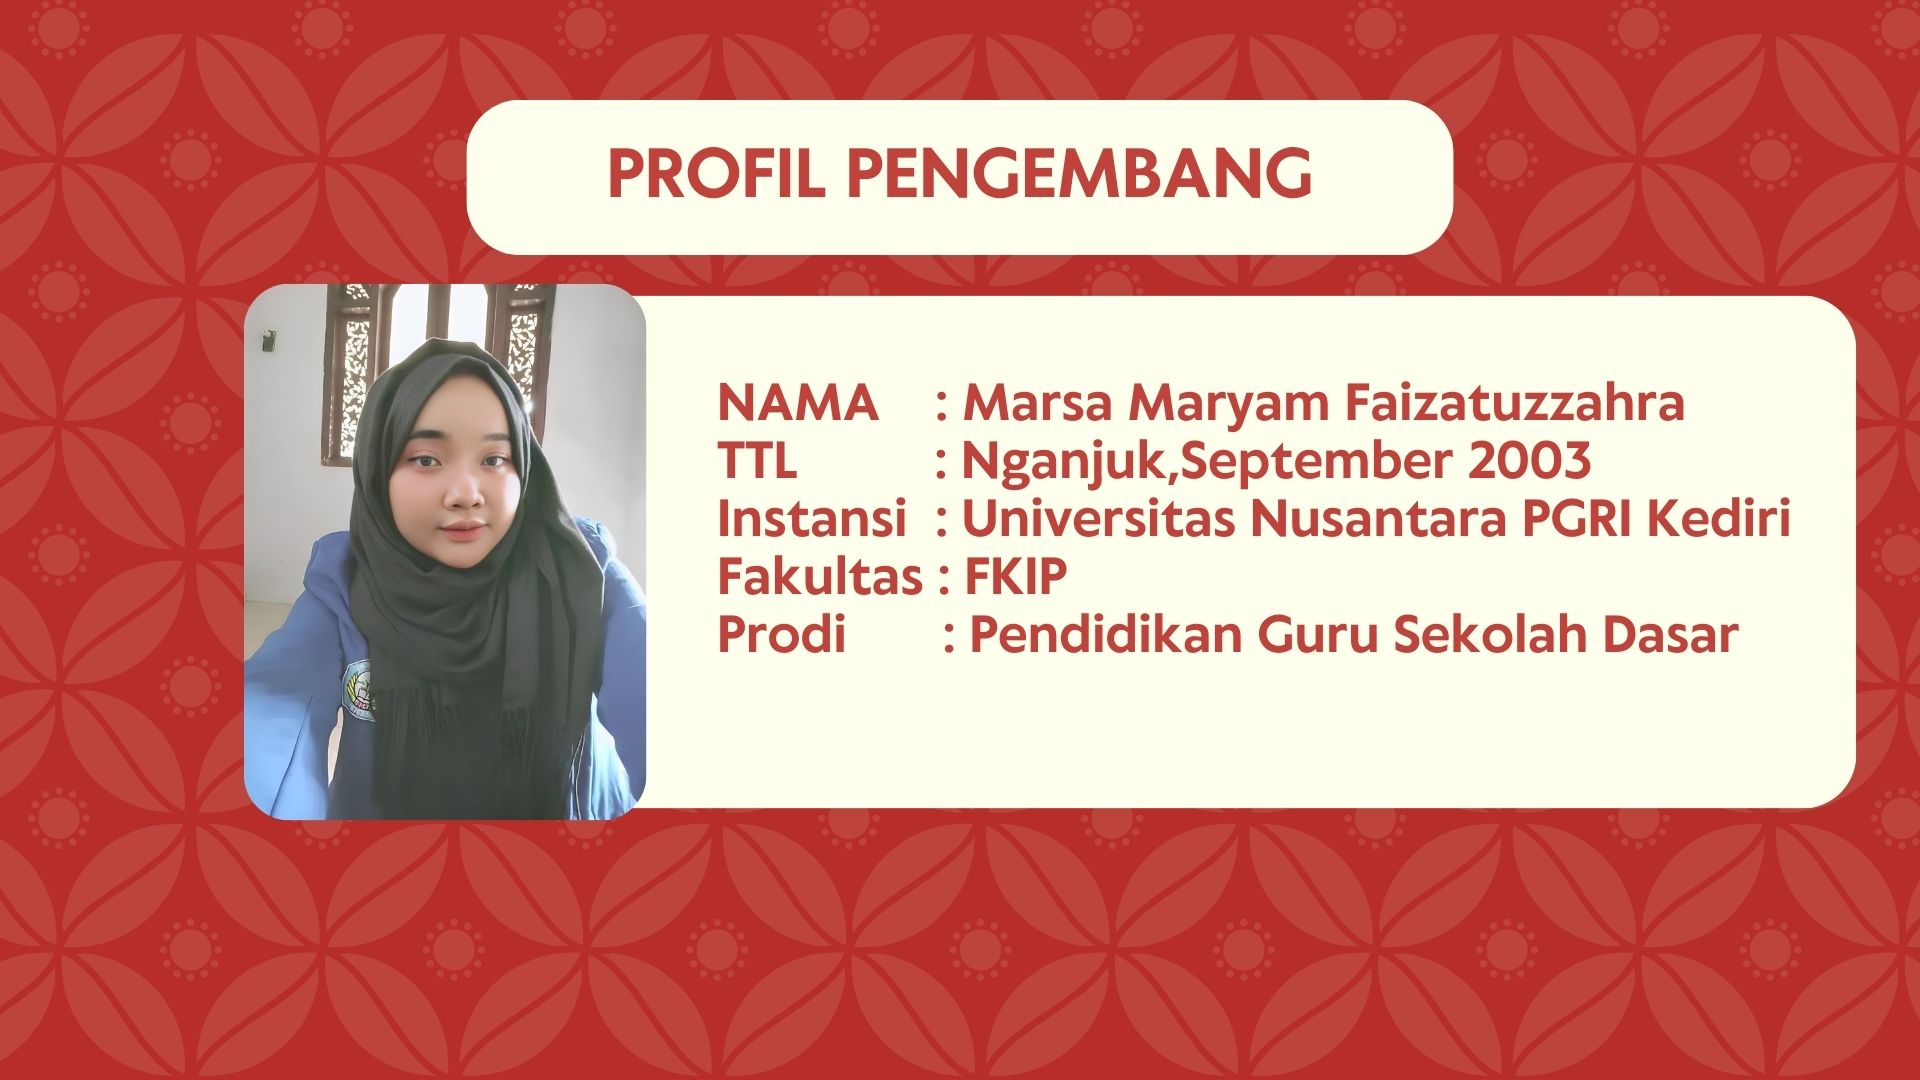 PROFIL PENGEMBANG
NAMA : Marsa Maryam Faizatuzzahra
TTL : Nganjuk,September 2003
Instansi : Universitas Nusantara PGRI Kediri
Fakultas : FKIP
Prodi : Pendidikan Guru Sekolah Dasar